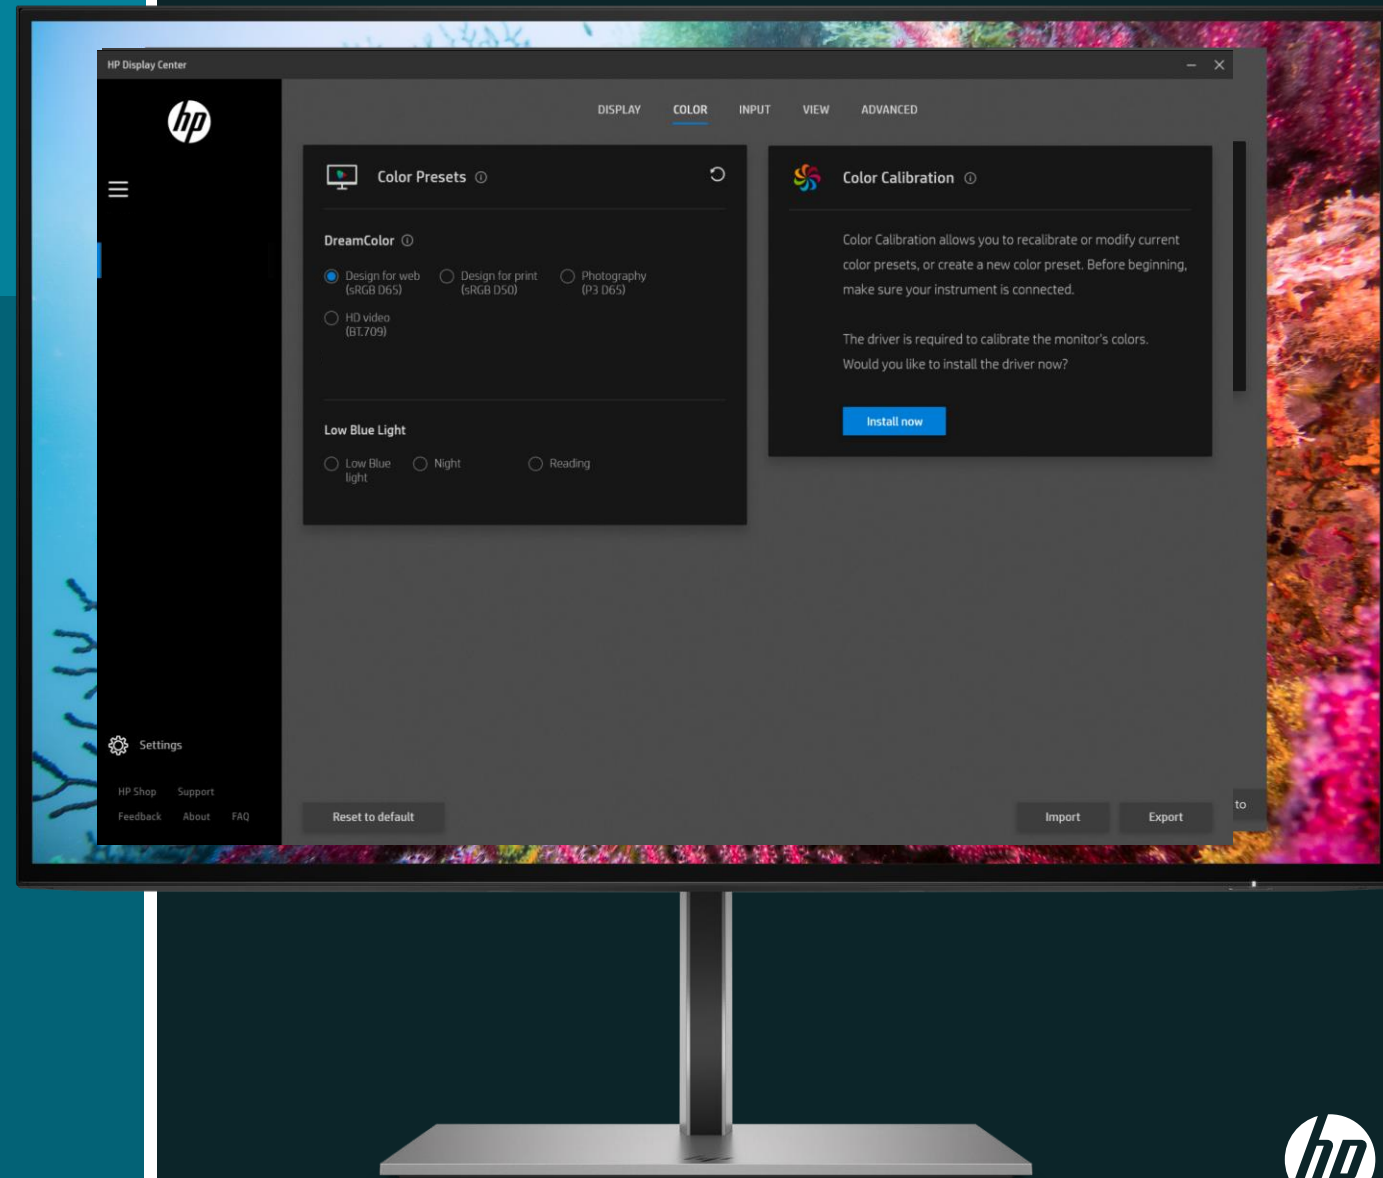 HP Display Center
hp
DISPLAY COLOR INPUT VIEW ADVANCED
Color Presets
DreamColor
Design for web
(sRGB D65)
Design for print
(sRGB D50)
Photography
(P3 D65)
HD video
(BT.709)
Low Blue Light
Low Blue
light
Night
Reading
Color Calibration
Color Calibration allows you to recalibrate or modify current
color presets, or create a new color preset. Before beginning,
make sure your instrument is connected.
The driver is required to calibrate the monitor's colors.
Would you like to install the driver now?
Install now
Settings
HP Shop Support
Feedback About FAQ
Reset to default
Import
Export
to
hp